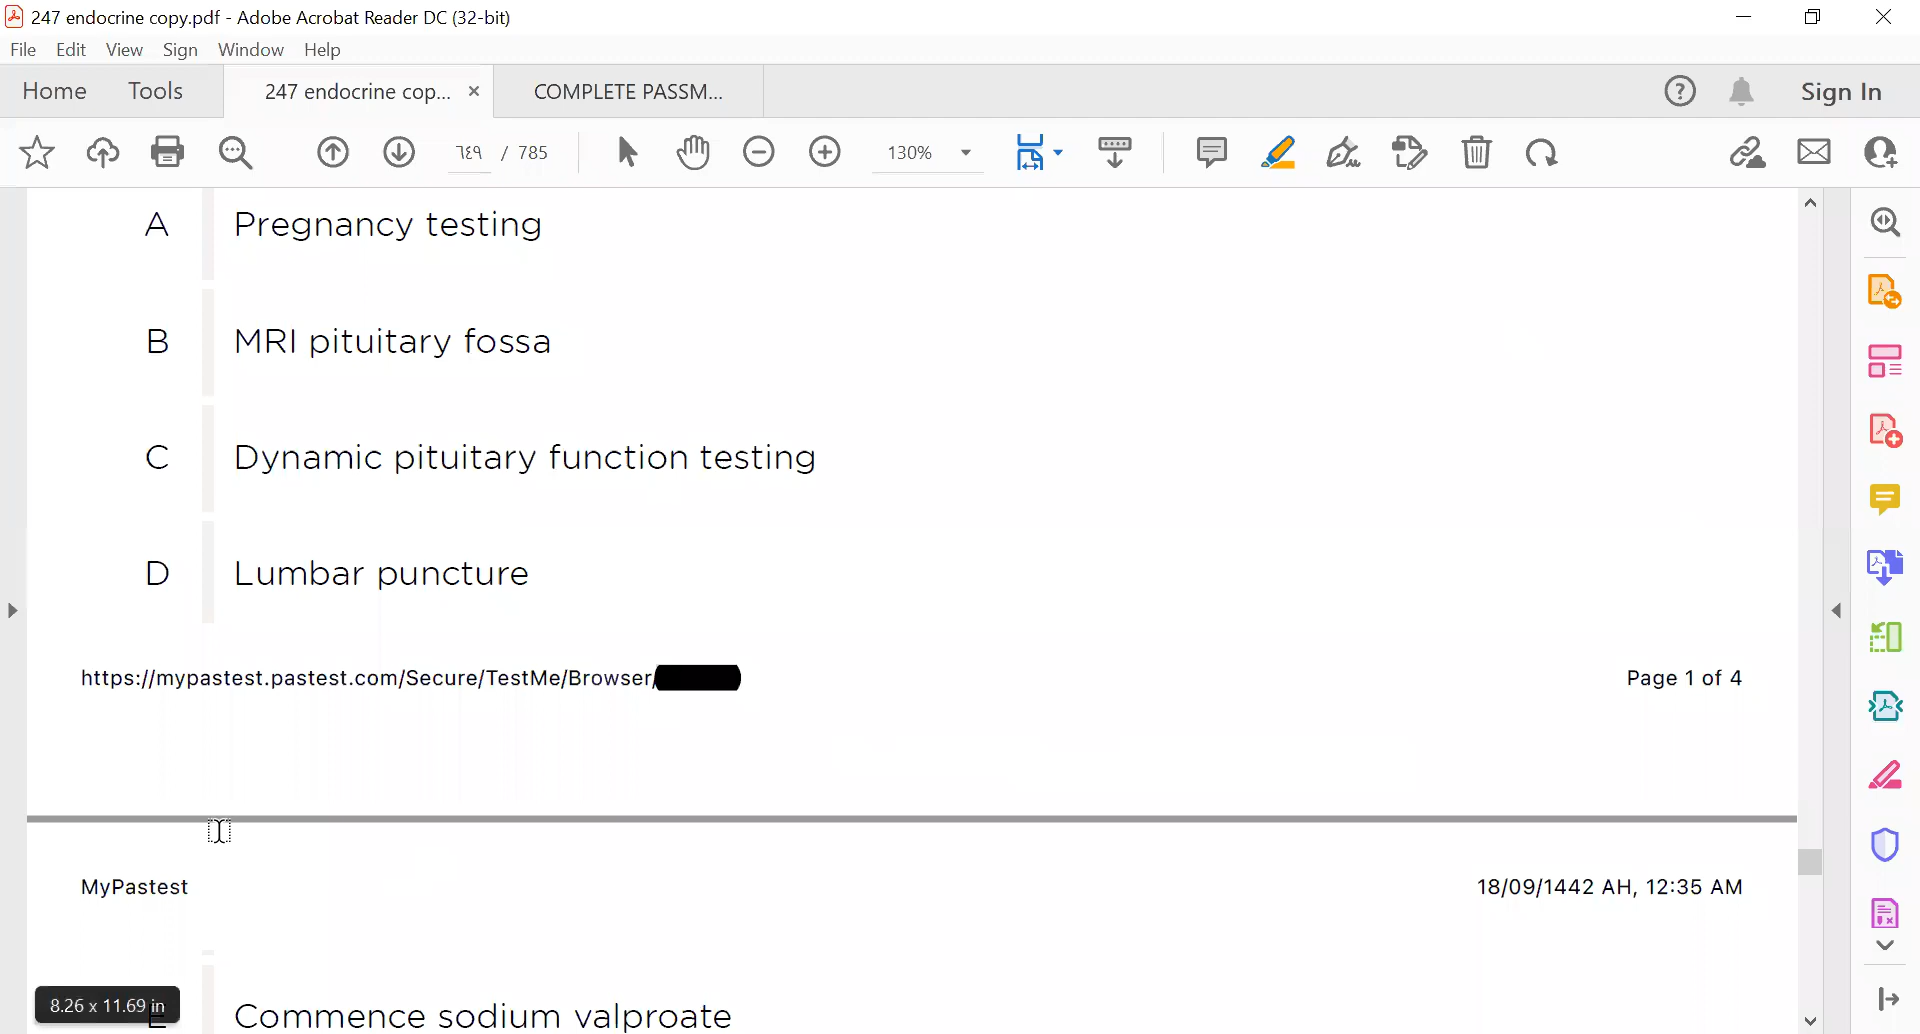 247 endocrine copy.pdf - Adobe Acrobat Reader DC (32-bit)
File Edit View Sign Window Help
Home Tools 247 endocrine cop... × COMPLETE PASSM... Sign In
٦٤٩ / 785 130%
A Pregnancy testing
B MRI pituitary fossa
C Dynamic pituitary function testing
D Lumbar puncture
https://mypastest.pastest.com/Secure/TestMe/Browser/ Page 1 of 4
MyPastest 18/09/1442 AH, 12:35 AM
8.26 x 11.69 in
Commence sodium valproate